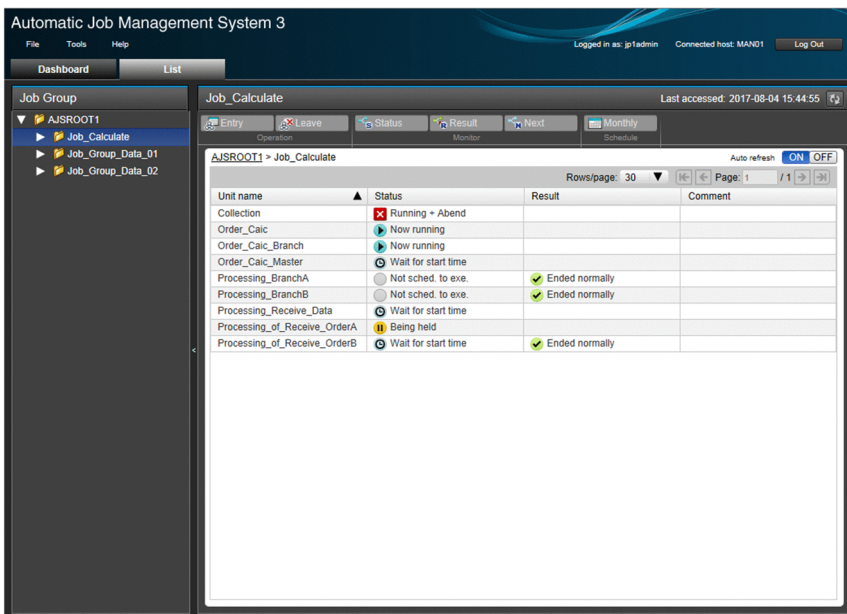 Automatic Job Management System 3
File Tools Help
Logged in as: jp1admin Connected host: MAN01 Log Out
Dashboard List
Job Group
AJSROOT1
Job_Calculate
Job_Group_Data_01
Job_Group_Data_02
Job_Calculate
Last accessed: 2017-08-04 15:44:55
Entry Leave Status Result Next Monthly
Operation Monitor Schedule
AJSROOT1 > Job_Calculate
Auto refresh ON OFF
Rows/page: 30 Page: 1 / 1
Unit name Status Result Comment
Collection Running + Abend
Order_Caic Now running
Order_Caic_Branch Now running
Order_Caic_Master Wait for start time
Processing_BranchA Not sched. to exe. Ended normally
Processing_BranchB Not sched. to exe. Ended normally
Processing_Receive_Data Wait for start time
Processing_of_Receive_OrderA Being held
Processing_of_Receive_OrderB Wait for start time Ended normally